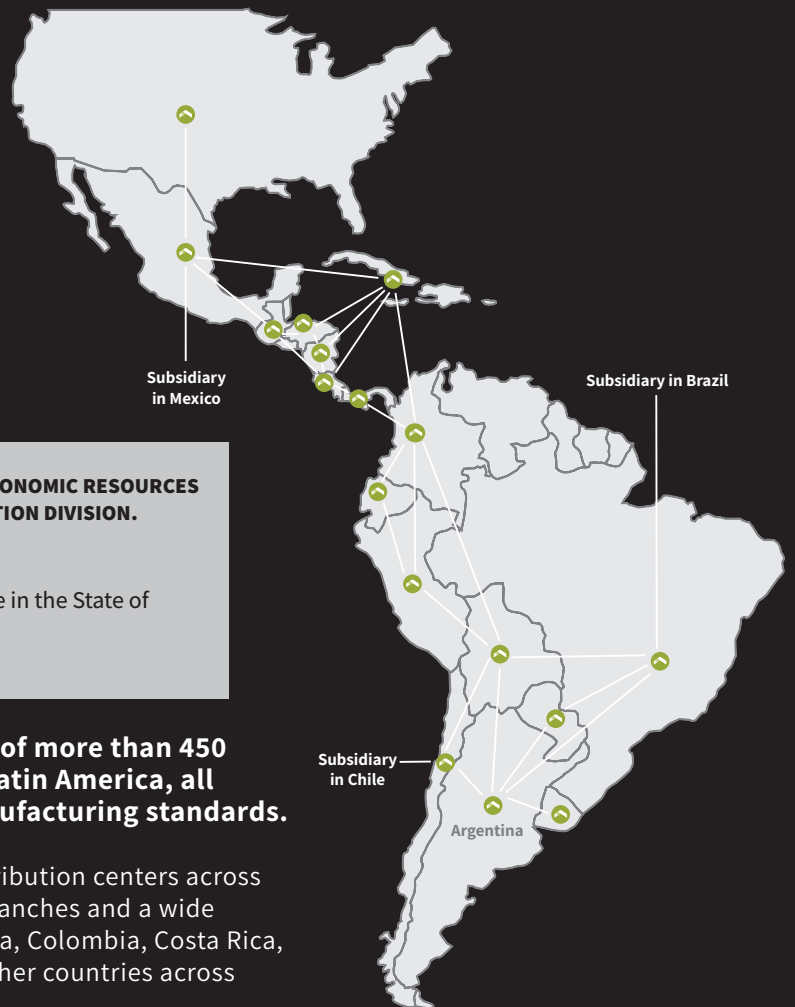 Subsidiary
in Mexico
Subsidiary in Brazil
ONOMIC RESOURCES
TION DIVISION.
e in the State of
of more than 450
atin America, all
ufacturing standards.
Subsidiary
in Chile
Argentina
ribution centers across
anches and a wide
a, Colombia, Costa Rica,
her countries across